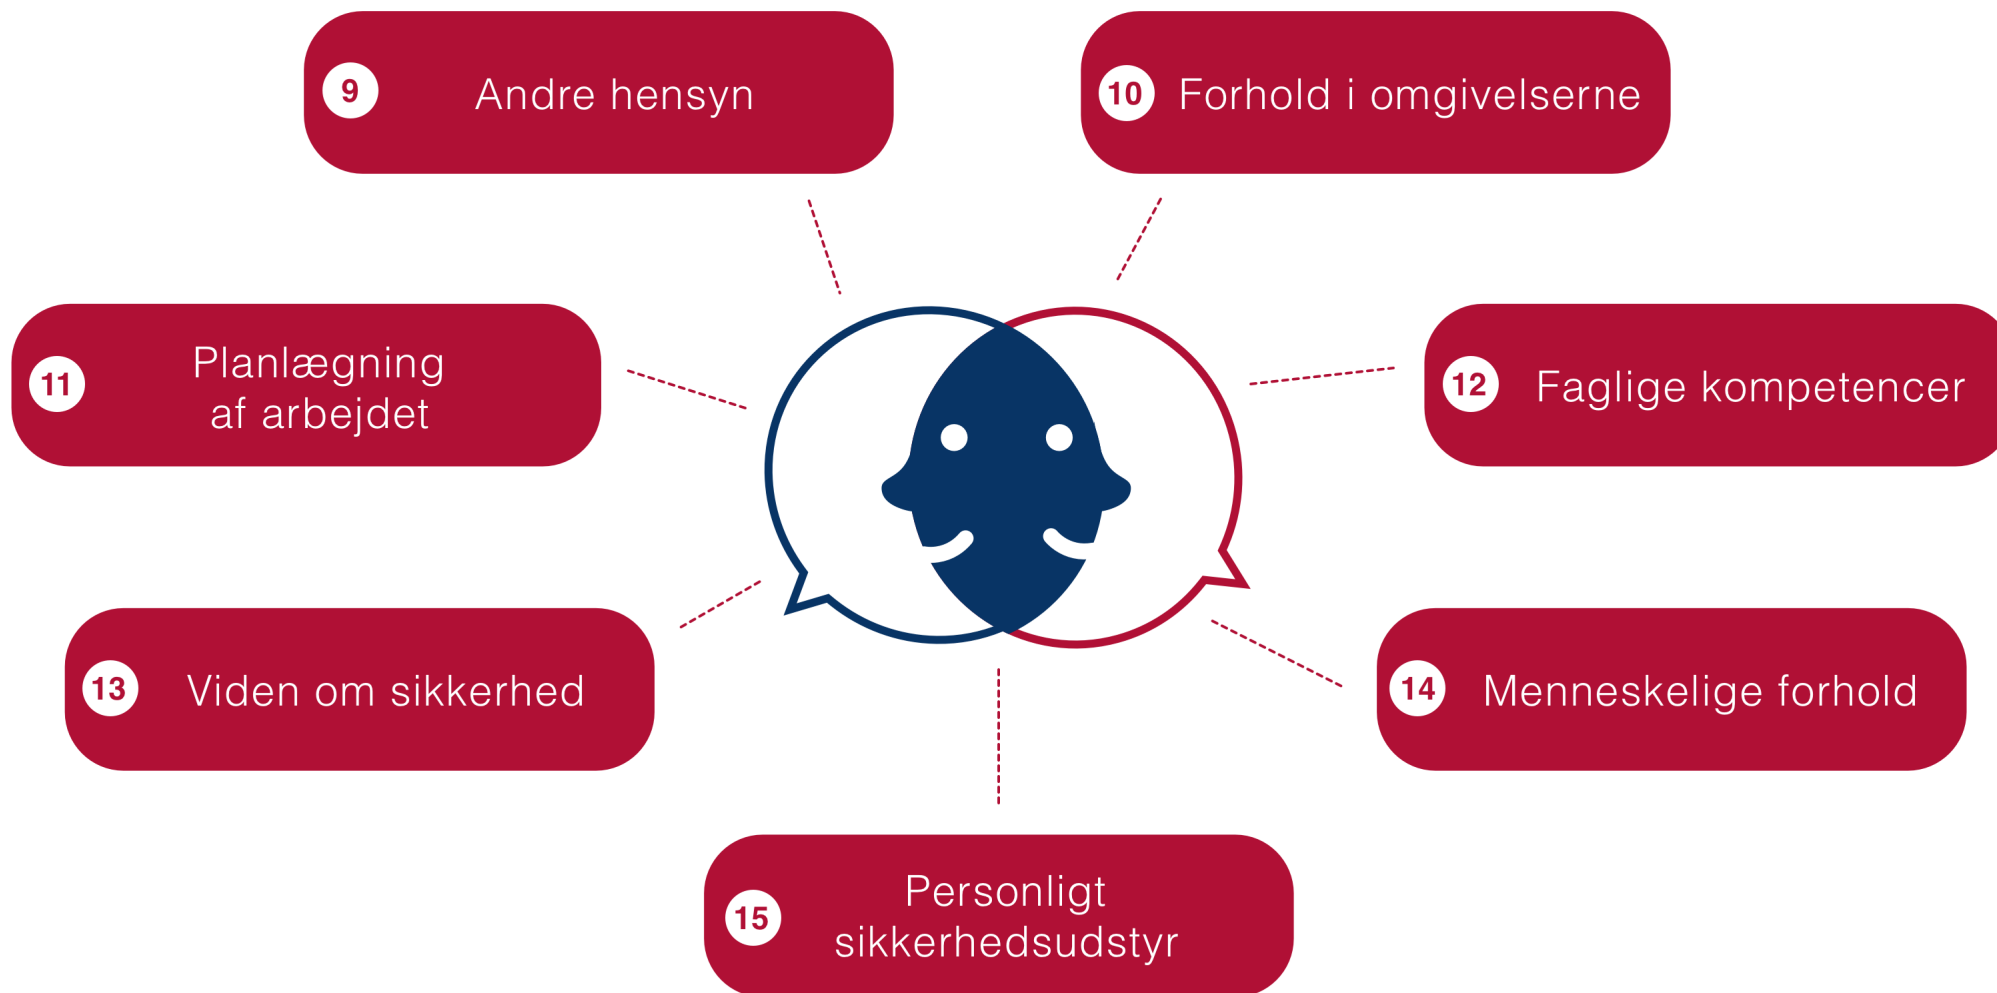 9 Andre hensyn
10 Forhold i omgivelserne
11 Planlægning
af arbejdet
12 Faglige kompetencer
13 Viden om sikkerhed
14 Menneskelige forhold
15 Personligt
sikkerhedsudstyr